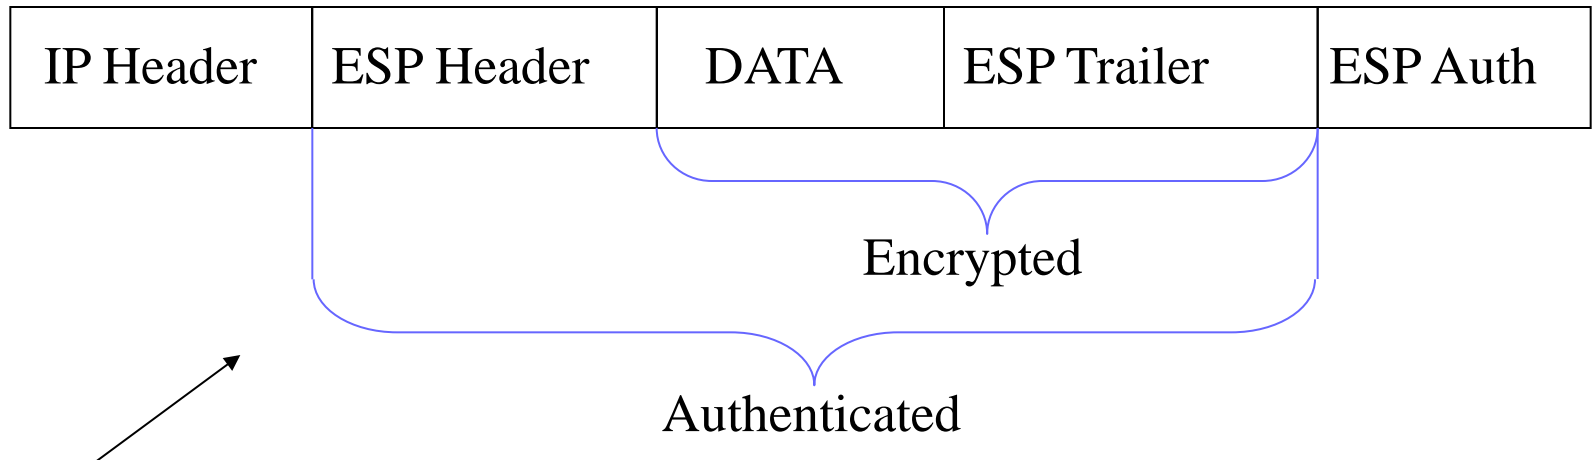 IP Header ESP Header DATA ESP Trailer ESP Auth
Encrypted
Authenticated